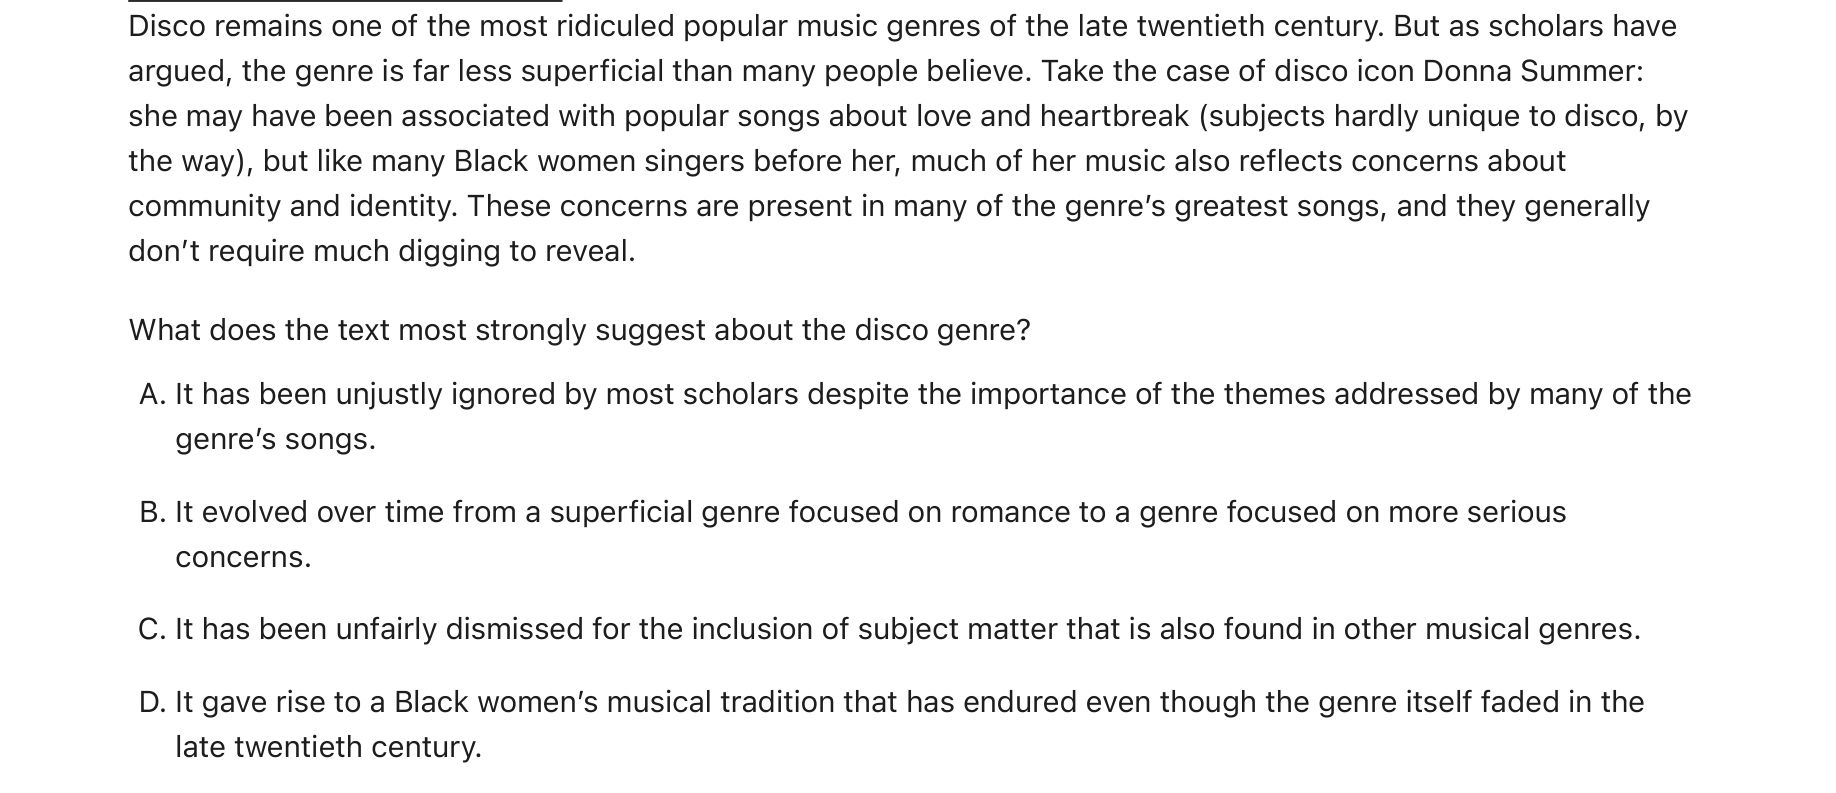 Disco remains one of the most ridiculed popular music genres of the late twentieth century. But as scholars have
argued, the genre is far less superficial than many people believe. Take the case of disco icon Donna Summer:
she may have been associated with popular songs about love and heartbreak (subjects hardly unique to disco, by
the way), but like many Black women singers before her, much of her music also reflects concerns about
community and identity. These concerns are present in many of the genre’s greatest songs, and they generally
don’t require much digging to reveal.
What does the text most strongly suggest about the disco genre?
A. It has been unjustly ignored by most scholars despite the importance of the themes addressed by many of the
genre’s songs.
B. It evolved over time from a superficial genre focused on romance to a genre focused on more serious
concerns.
C. It has been unfairly dismissed for the inclusion of subject matter that is also found in other musical genres.
D. It gave rise to a Black women’s musical tradition that has endured even though the genre itself faded in the
late twentieth century.